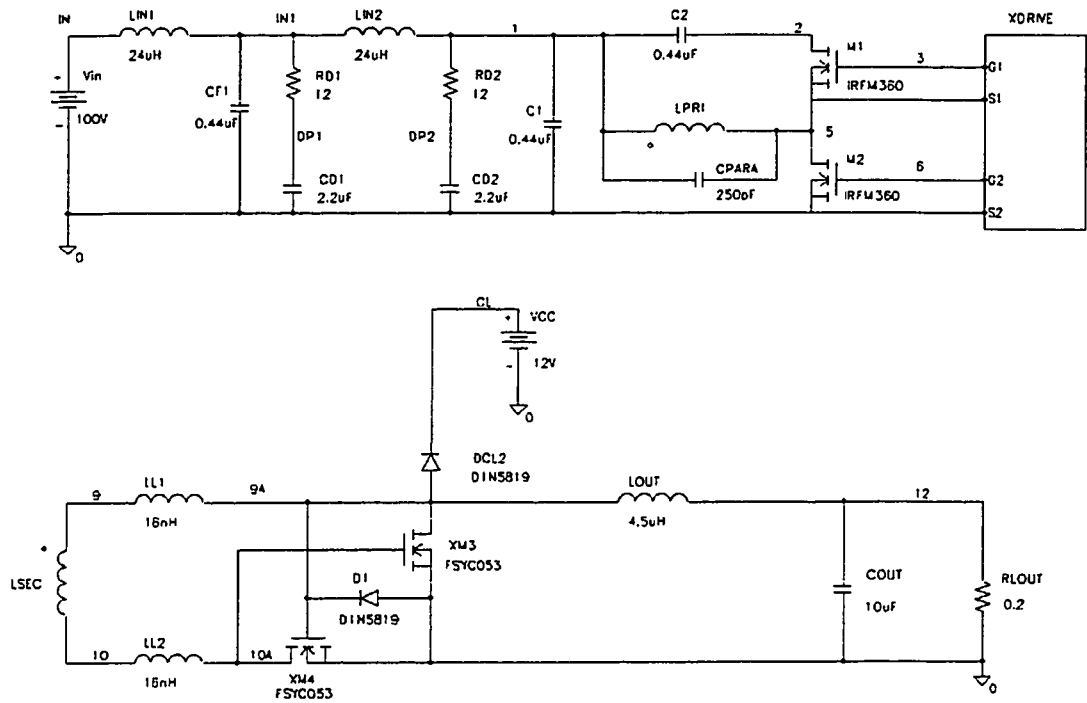 IN
LIN1
24uH
IN1
LIN2
24uH
1
C2
0.44uF
2
M1
IRFM360
3
XDRIVE
G1
S1
G2
S2
+
Vin
100V
-
CF1
0.44uF
RD1
12
DP1
CD1
2.2uF
RD2
12
DP2
CD2
2.2uF
C1
0.44uF
LPRI
CPARA
250pF
5
M2
IRFM360
6
0
CL
+
VCC
12V
-
0
DCL2
DIN5819
9
LL1
16nH
9A
LOUT
4.5uH
12
LSEC
XM3
FSYC053
D1
DIN5819
COUT
10uF
RLOUT
0.2
10
LL2
16nH
10A
XM4
FSYC053
0